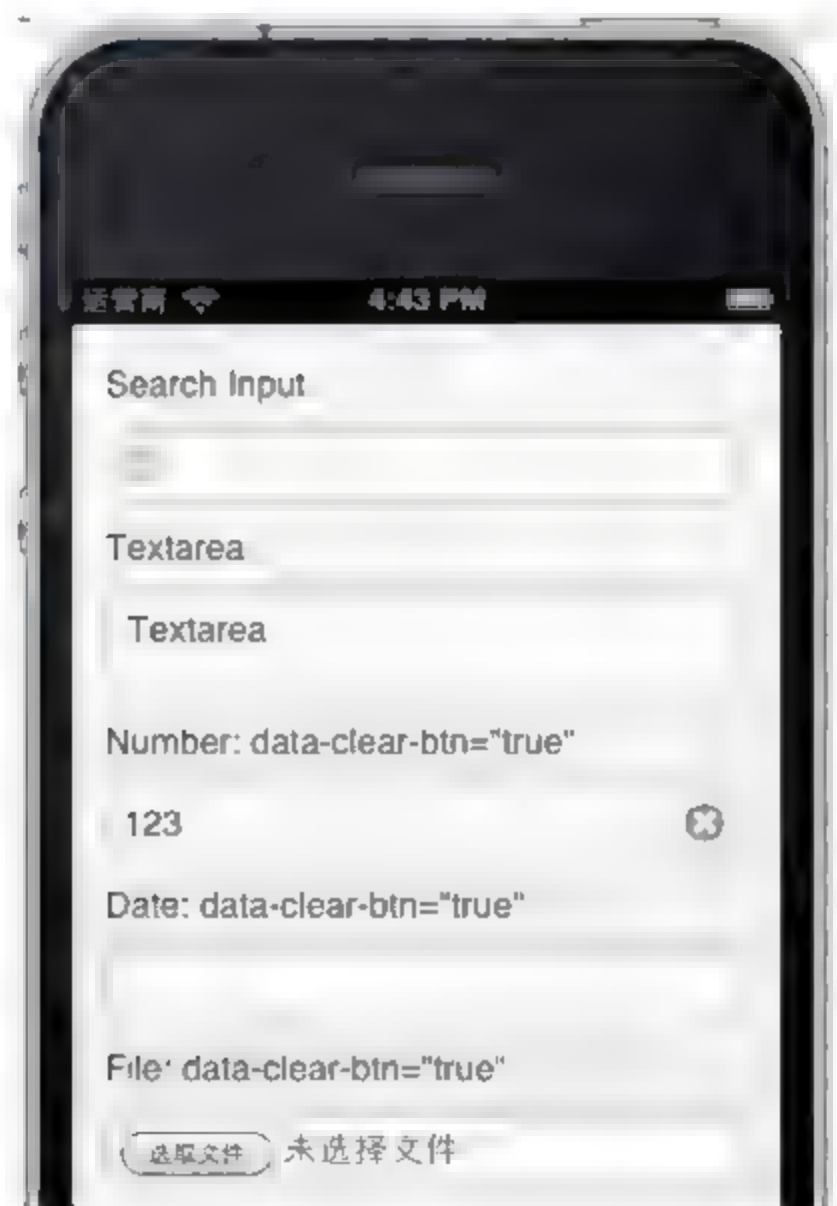 运营商 4:43 PM
Search Input
Textarea
Textarea
Number: data-clear-btn="true"
123
Date: data-clear-btn="true"
File: data-clear-btn="true"
选取文件 未选择文件